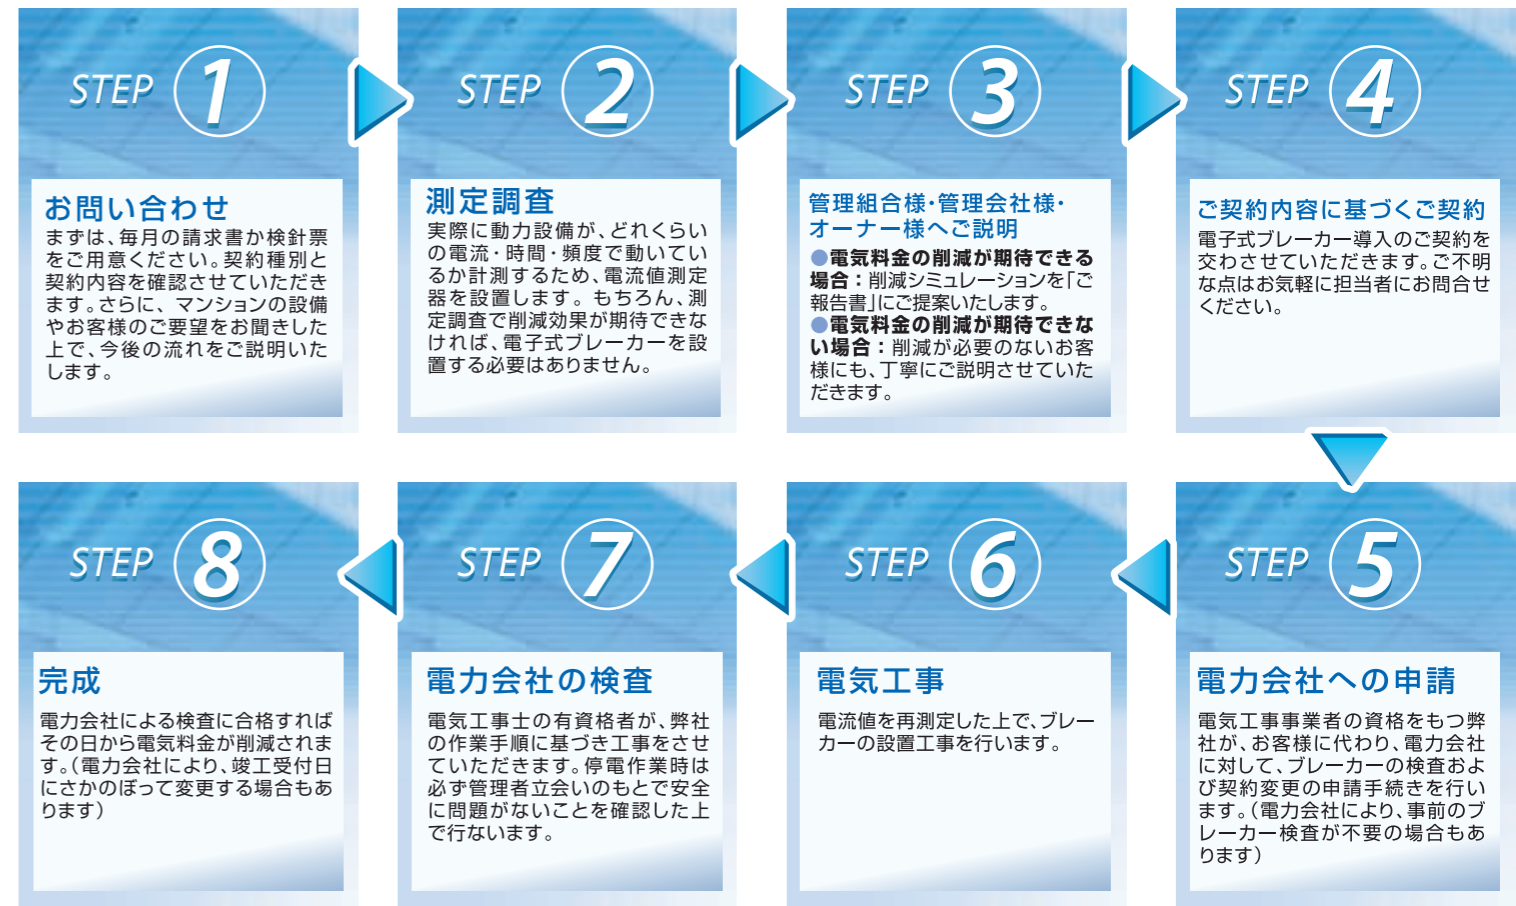 STEP 1
お問い合わせ
まずは、毎月の請求書か検針票
をご用意ください。契約種別と
契約内容を確認させていただき
ます。さらに、マンションの設備
やお客様のご要望をお聞きした
上で、今後の流れをご説明いた
します。
STEP 2
測定調査
実際に動力設備が、どれくらい
の電流・時間・頻度で動いてい
るか計測するため、電流値測定
器を設置します。もちろん、測
定調査で削減効果が期待できな
ければ、電子式ブレーカーを設
置する必要はありません。
STEP 3
管理組合様・管理会社様・
オーナー様へご説明
●電気料金の削減が期待できる
場合：削減シミュレーションを「ご
報告書」にご提案いたします。
●電気料金の削減が期待できな
い場合：削減が必要のないお客
様にも、丁寧にご説明させていた
だきます。
STEP 4
ご契約内容に基づくご契約
電子式ブレーカー導入のご契約を
交わさせていただきます。ご不明
な点はお気軽に担当者にお問合せ
ください。
STEP 5
電力会社への申請
電気工事事業者の資格をもつ弊
社が、お客様に代わり、電力会社
に対して、ブレーカーの検査およ
び契約変更の申請手続きを行い
ます。（電力会社により、事前のブ
レーカー検査が不要の場合もあ
ります）
STEP 6
電気工事
電流値を再測定した上で、ブレー
カーの設置工事を行います。
STEP 7
電力会社の検査
電気工事士の有資格者が、弊社
の作業手順に基づき工事をさせ
ていただきます。停電作業時は
必ず管理者立会いのもとで安全
に問題がないことを確認した上
で行ないます。
STEP 8
完成
電力会社による検査に合格すれば
その日から電気料金が削減されま
す。（電力会社により、竣工受付日
にさかのぼって変更する場合もあ
ります）